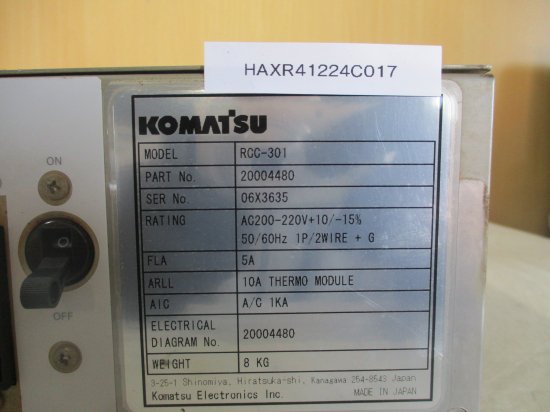 HAXR41224C017
KOMATSU
MODEL RCC-301
PART No. 20004480
SER No 06X3635
RATING AC200-220V+10/-15%
50/60Hz 1P/2WIRE + G
FLA 5A
ARLL 10A THERMO MODULE
AIC A/C 1KA
ELECTRICAL
DIAGRAM No. 20004480
WEIGHT 8 KG
3-25-1 Shinomiya, Hiratsuka-shi, Kanagawa 254-8543 Japan
Komatsu Electronics Inc. MADE IN JAPAN
ON
OFF